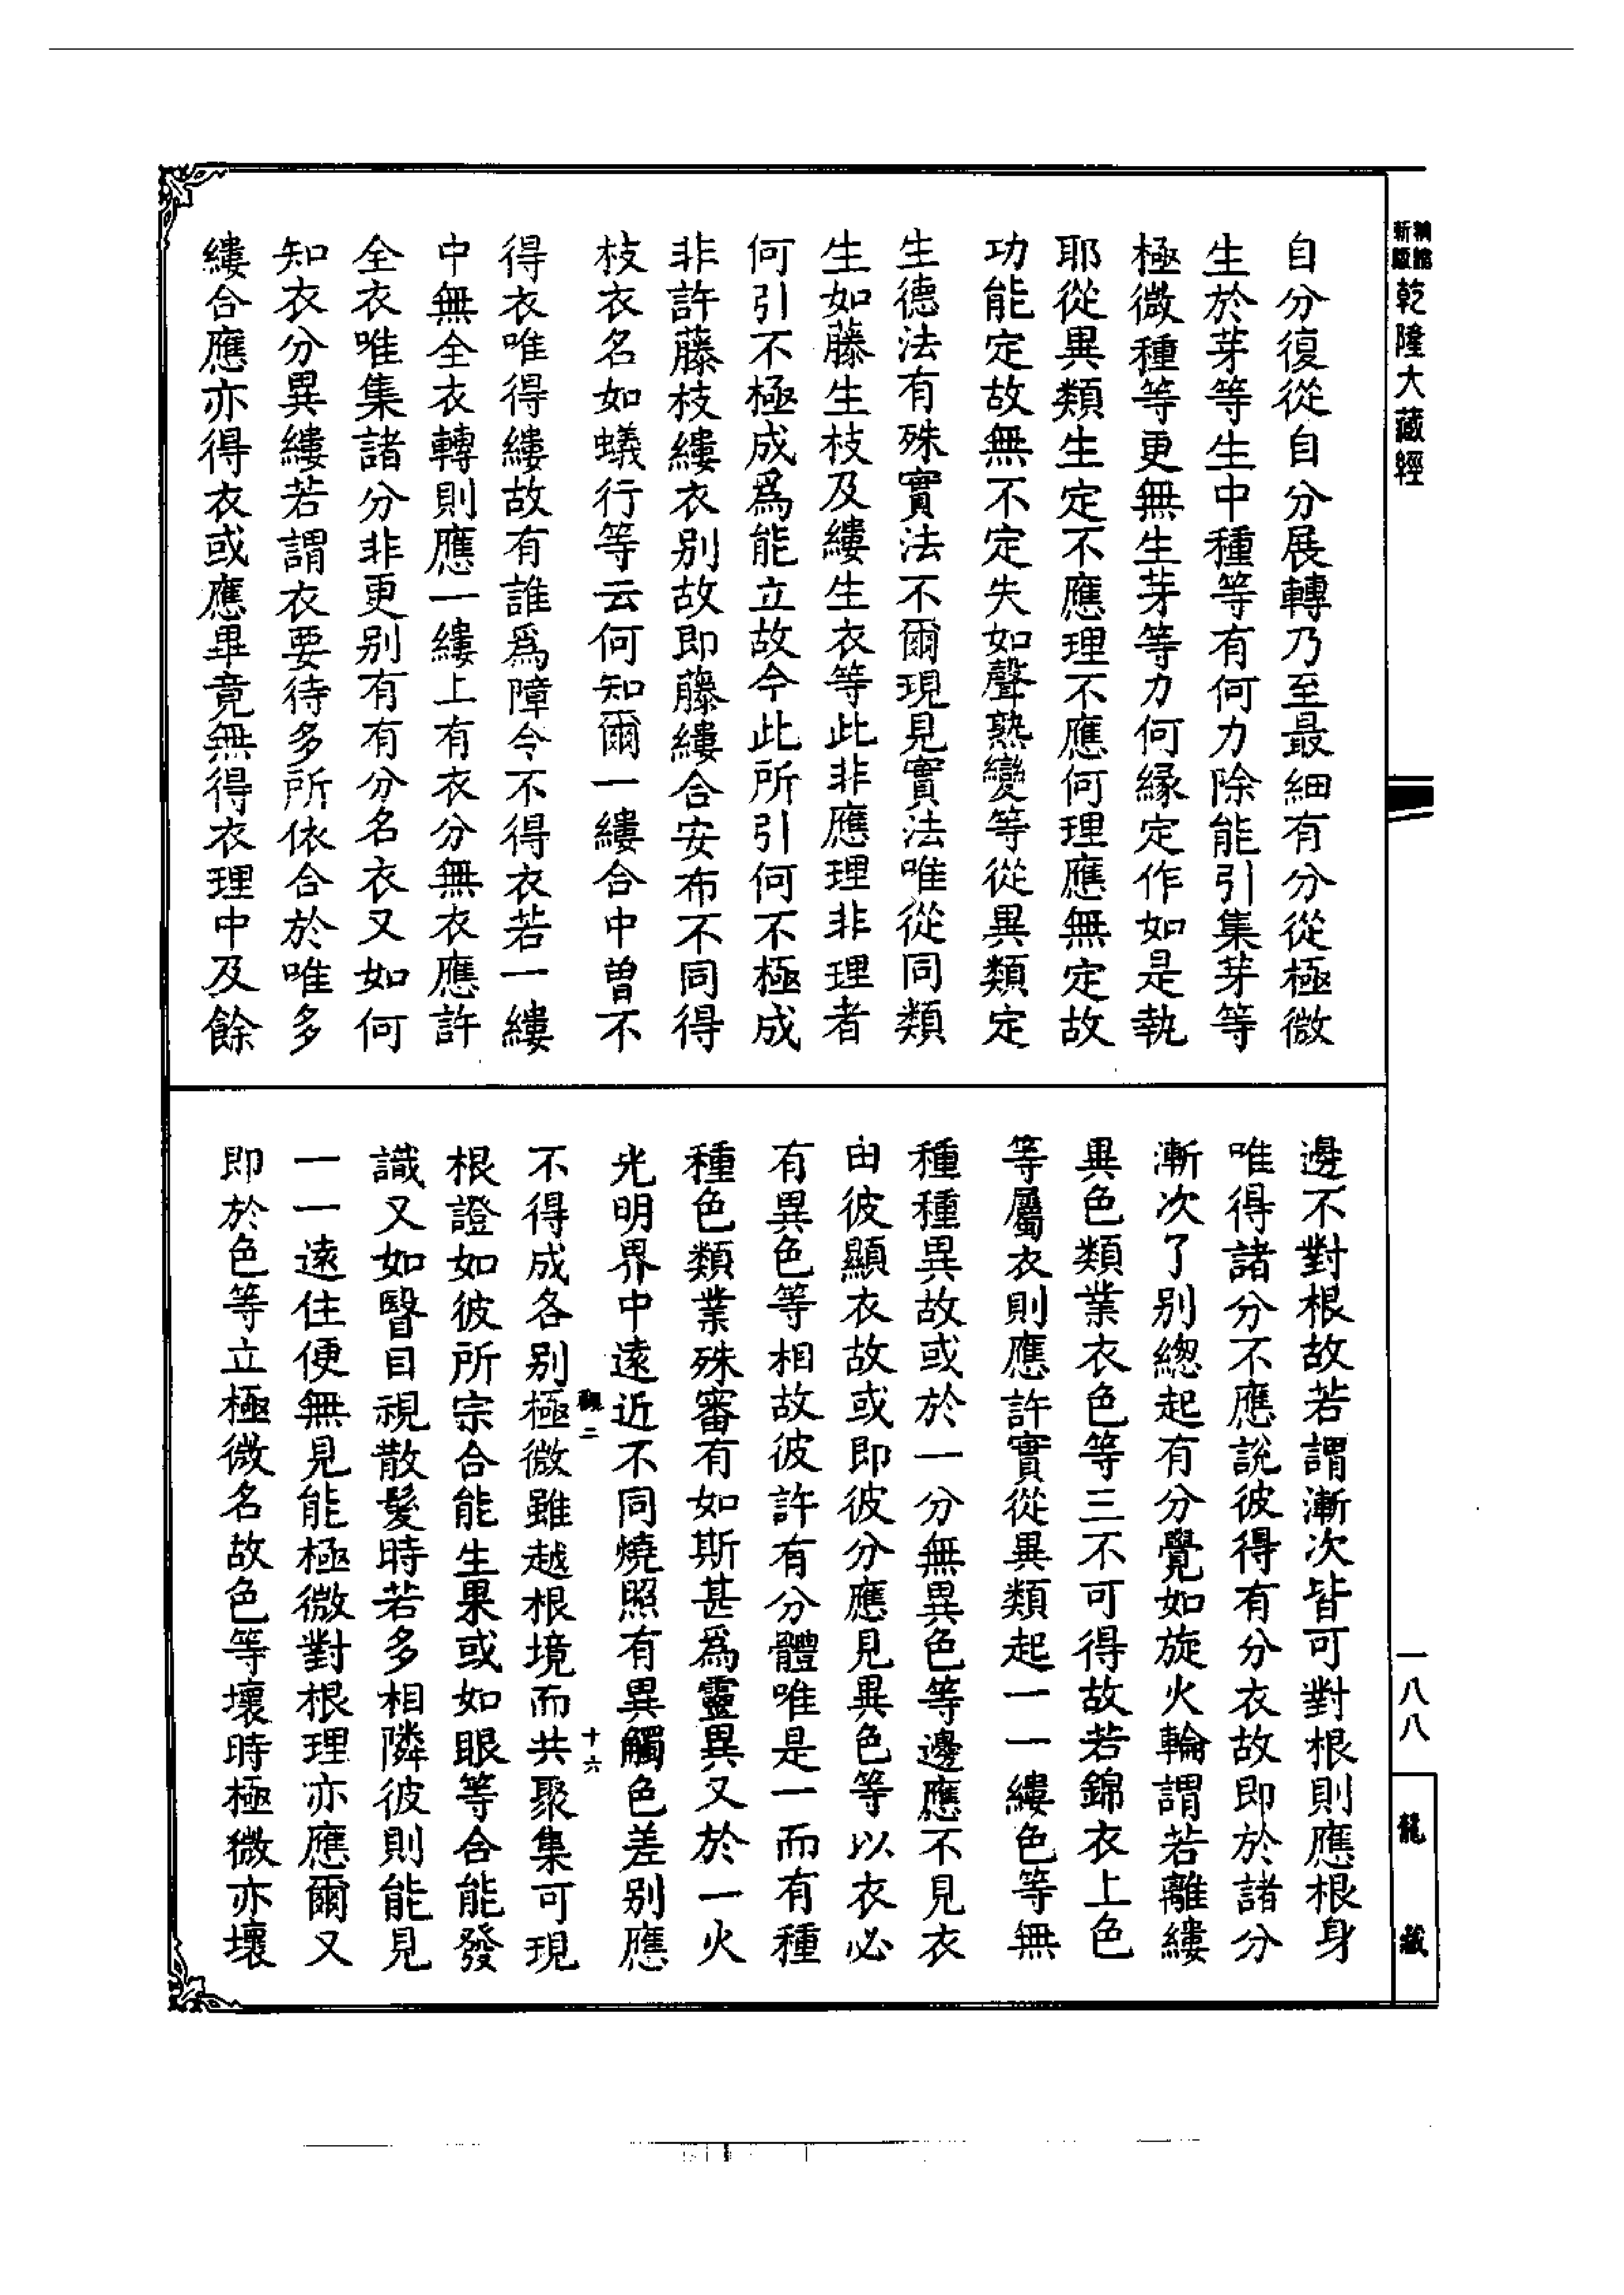 新版
精縮
乾隆大藏經
一八八
龍藏
自分復從自分展轉乃至最細有分從極微
生於芽等生中種等有何力除能引集芽等
極微種等更無生芽等力何緣定作如是執
耶從異類生定不應理不應何理應無定故
功能定故無不定失如聲熟變等從異類定
生德法有殊實法不爾現見實法唯從同類
生如藤生枝及縷生衣等此非應理非理者
何引不極成爲能立故今此所引何不極成
非許藤枝縷衣別故即藤縷合安布不同得
枝衣名如蟻行等云何知爾一縷合中曾不
得衣唯得縷故有誰爲障令不得衣若一縷
中無全衣轉則應一縷上有衣分無衣應許
全衣唯集諸分非更别有有分名衣又如何
知衣分異縷若謂衣要待多所依合於唯多
縷合應亦得衣或應畢竟無得衣理中及餘
邊不對根故若謂漸次皆可對根則應根身
唯得諸分不應說彼得有分衣故即於諸分
漸次了別緫起有分覺如旋火輪謂若離縷
異色類業衣色等三不可得故若錦衣上色
等屬衣則應許實從異類起一一縷色等無
種種異故或於一分無異色等邊應不見衣
由彼顯衣故或即彼分應見異色等以衣必
有異色等相故彼許有分體唯是一而有種
種色類業殊審有如斯甚爲靈異又於一火
光明界中遠近不同燒照有異觸色差别應
觀二
十六
不得成各別極微雖越根境而共聚集可現
根證如彼所宗合能生果或如眼等合能發
識又如瞖目視散髮時若多相隣彼則能見
一一遠住便無見能極微對根理亦應爾又
即於色等立極微名故色等壞時極微亦壞